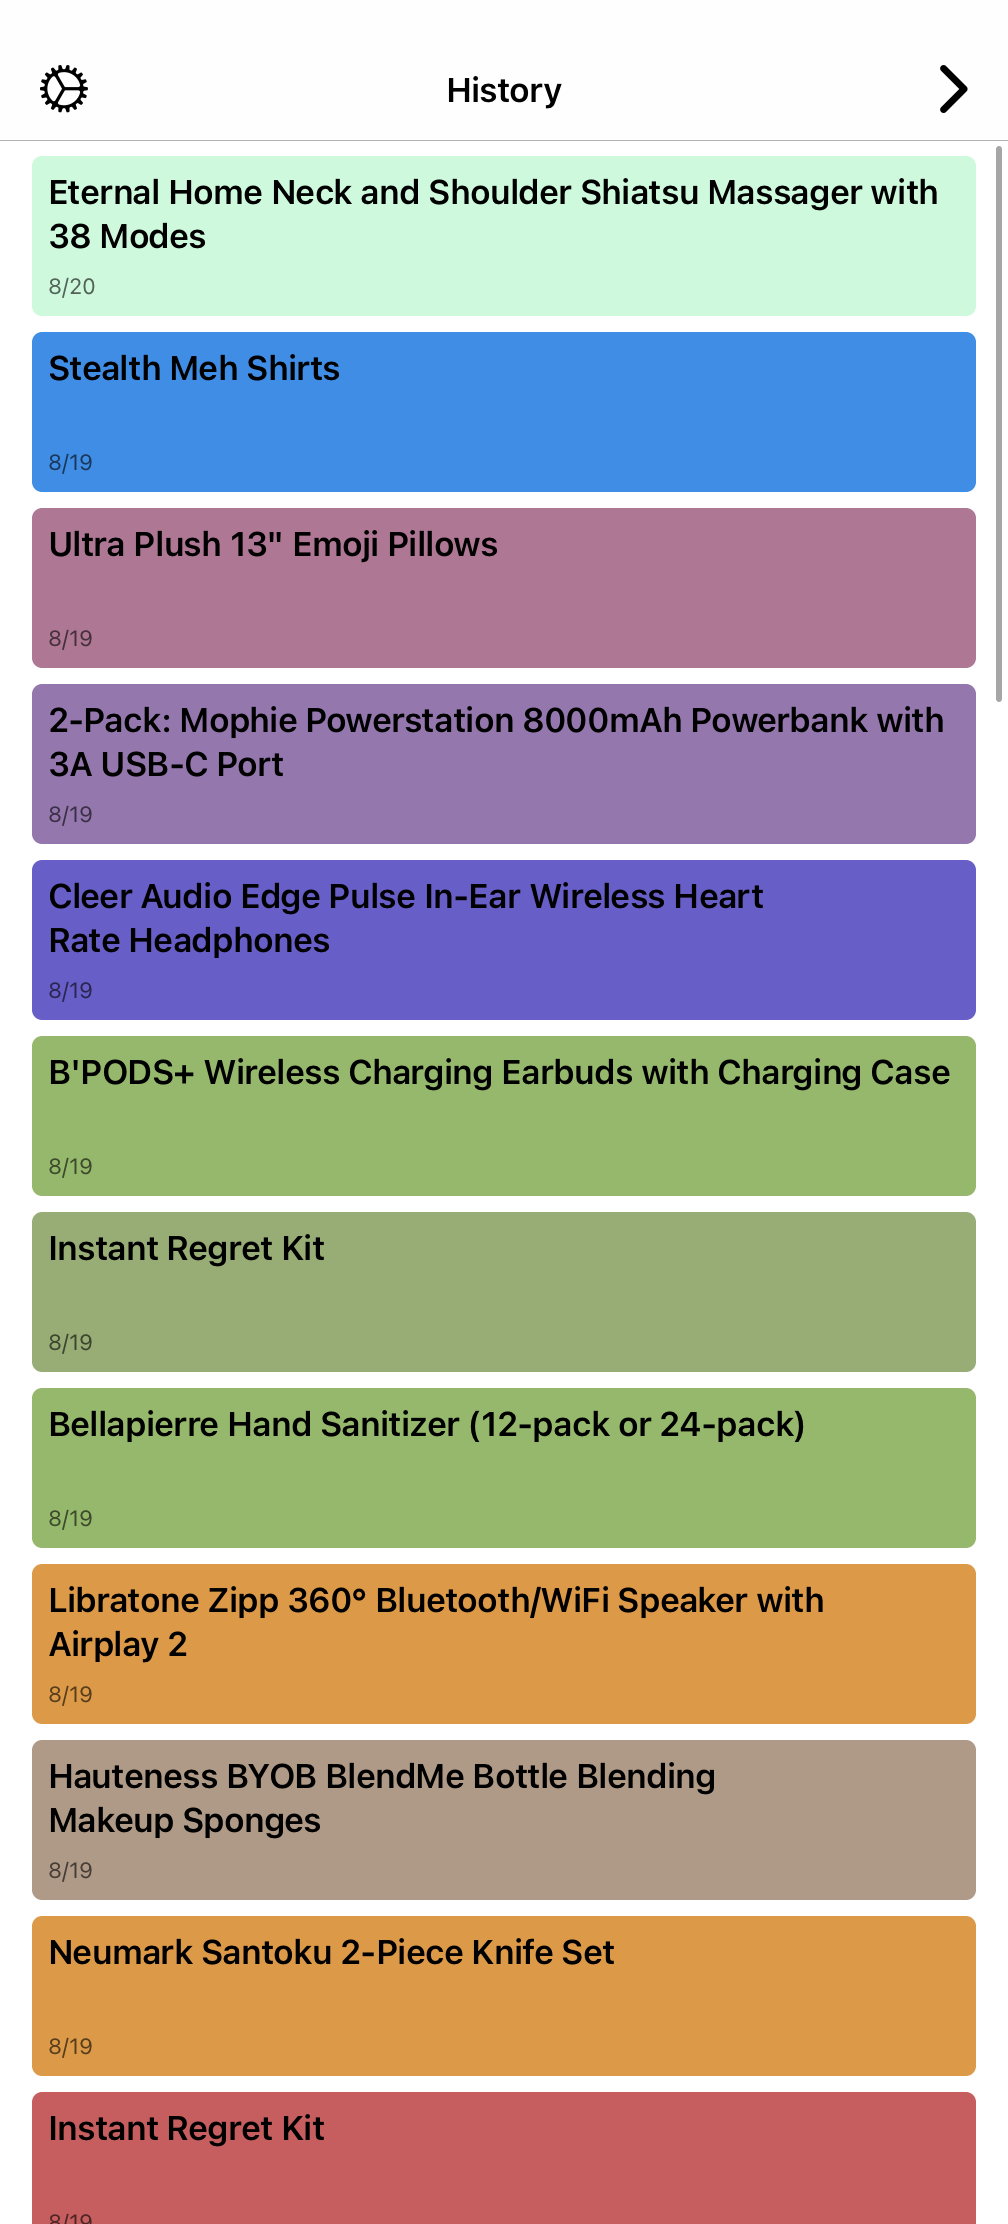 History
Eternal Home Neck and Shoulder Shiatsu Massager with
38 Modes
8/20
Stealth Meh Shirts
8/19
Ultra Plush 13" Emoji Pillows
8/19
2-Pack: Mophie Powerstation 8000mAh Powerbank with
3A USB-C Port
8/19
Cleer Audio Edge Pulse In-Ear Wireless Heart
Rate Headphones
8/19
B'PODS+ Wireless Charging Earbuds with Charging Case
8/19
Instant Regret Kit
8/19
Bellapierre Hand Sanitizer (12-pack or 24-pack)
8/19
Libratone Zipp 360° Bluetooth/WiFi Speaker with
Airplay 2
8/19
Hauteness BYOB BlendMe Bottle Blending
Makeup Sponges
8/19
Neumark Santoku 2-Piece Knife Set
8/19
Instant Regret Kit
8/19